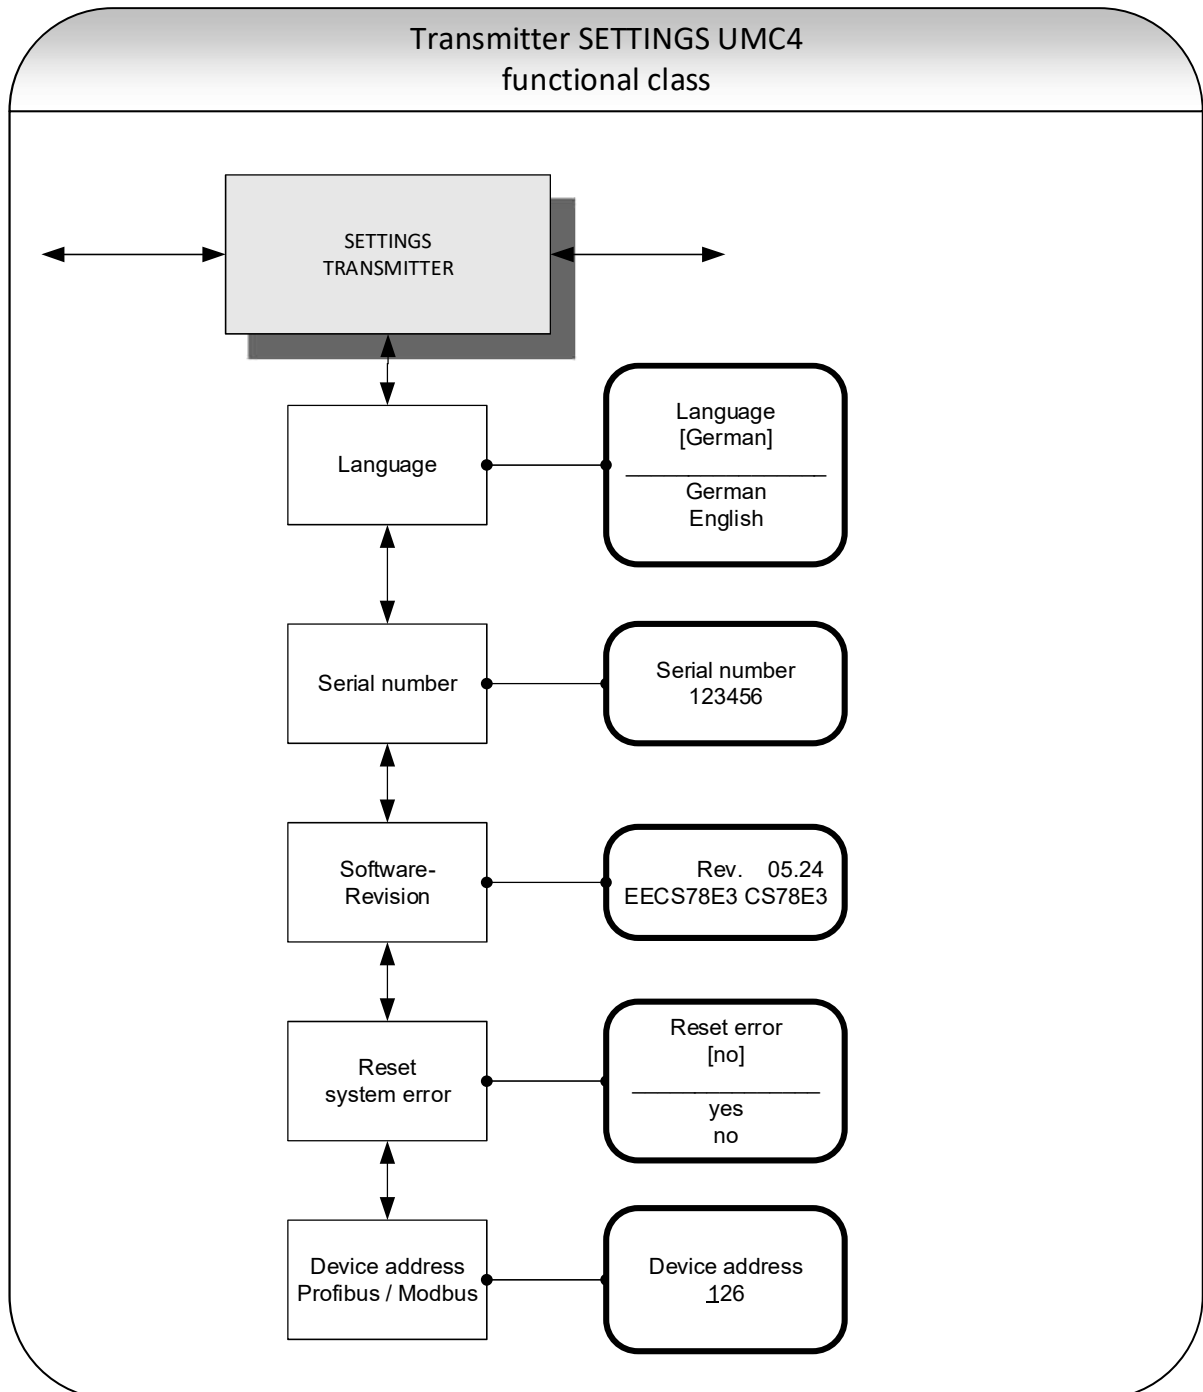 Transmitter SETTINGS UMC4
functional class
SETTINGS
TRANSMITTER
Language
Language
[German]
German
English
Serial number
Serial number
123456
Software-
Revision
Rev. 05.24
EECS78E3 CS78E3
Reset
system error
Reset error
[no]
yes
no
Device address
Profibus / Modbus
Device address
126